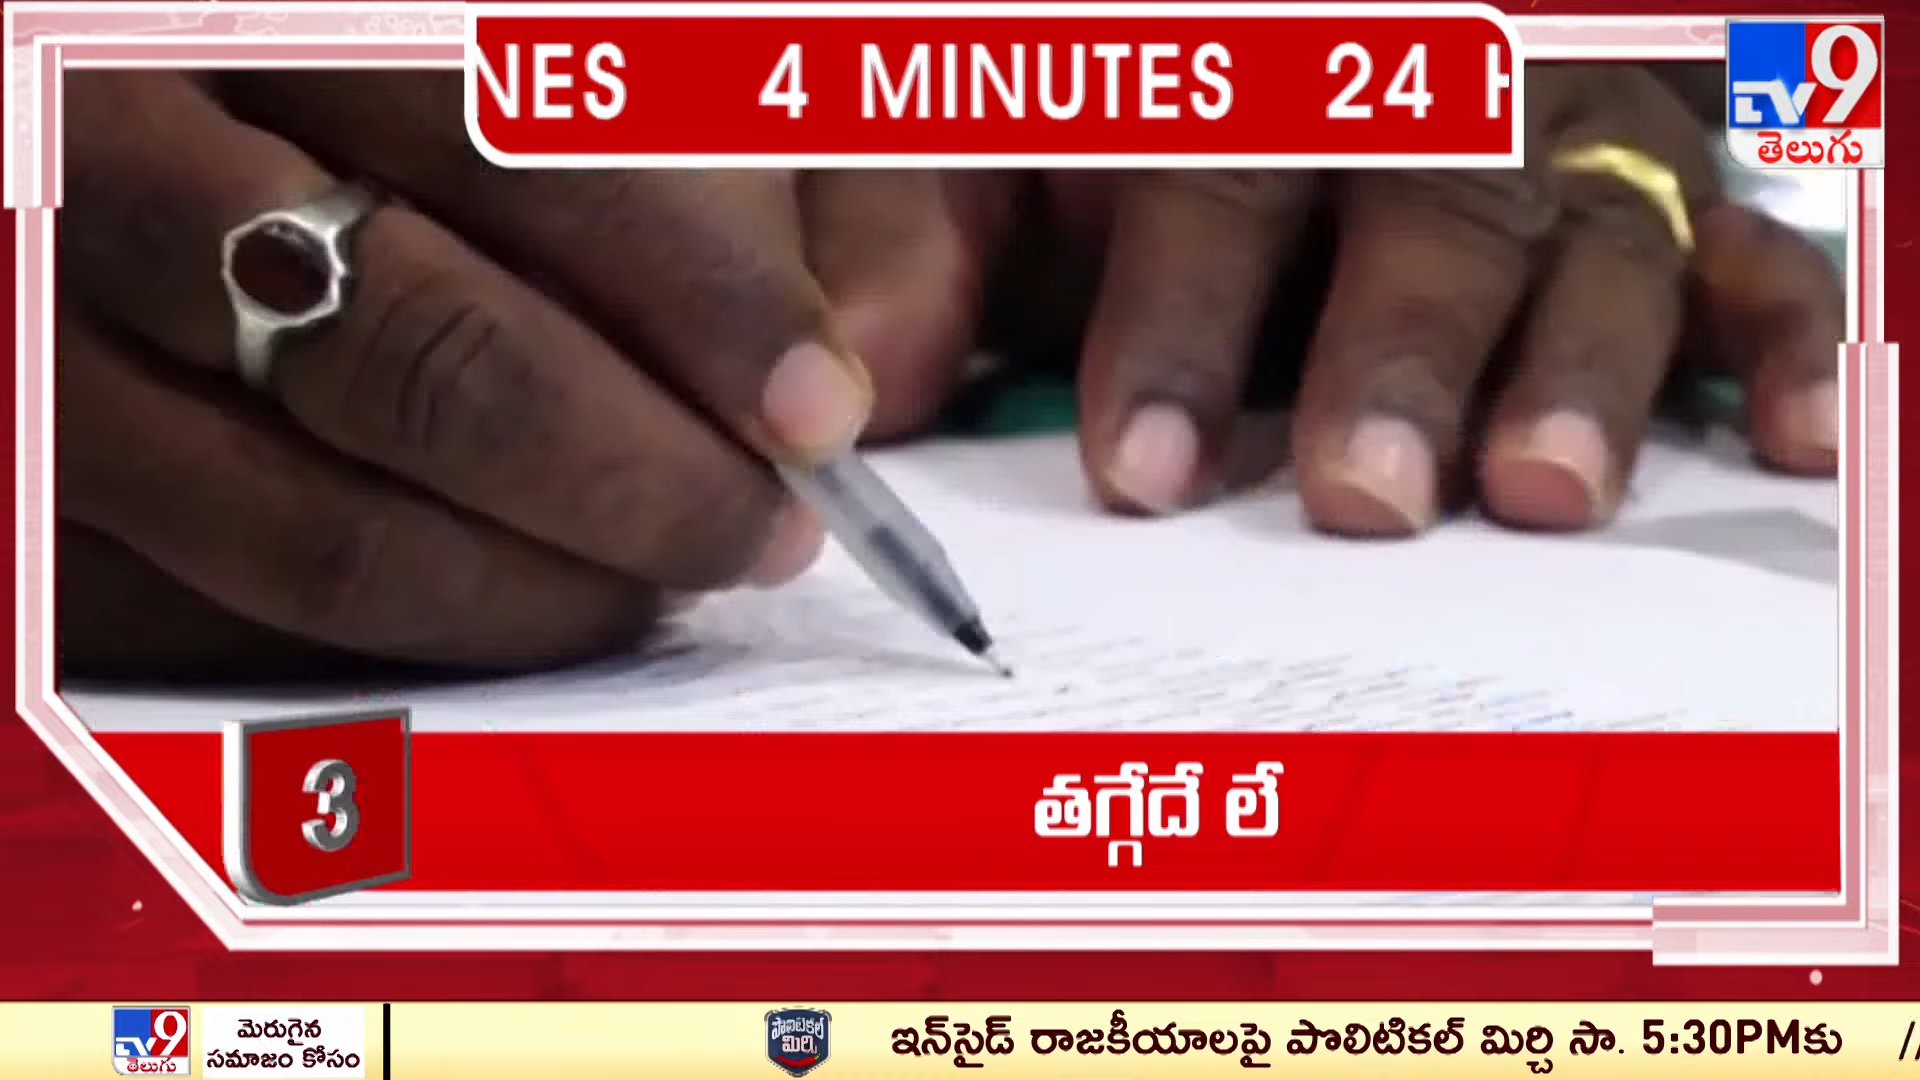 NES 4 MINUTES 24 H
TV9
తెలుగు
3
తగ్గేదే లే
TV9
తెలుగు
మెరుగైన
సమాజం కోసం
పొలిటికల్
మిర్చి
ఇన్‌సైడ్ రాజకీయాలపై పొలిటికల్ మిర్చి సా. 5:30PMకు //